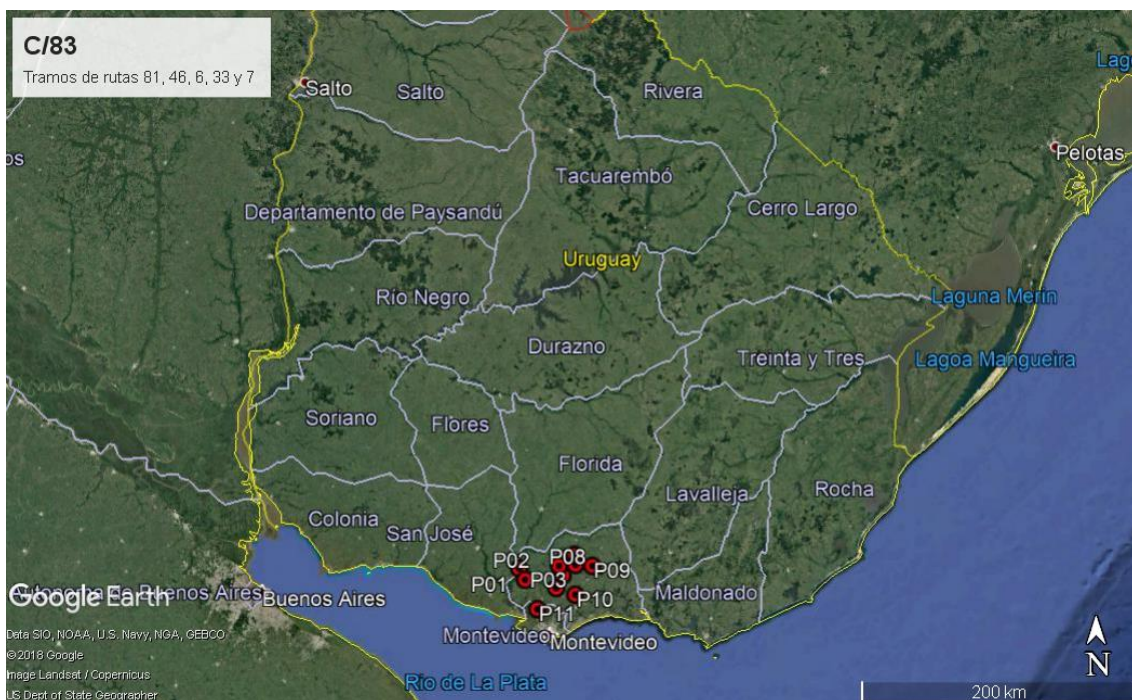 C/83
Tramos de rutas 81, 46, 6, 33 y 7
Salto
Salto
Rivera
Pelotas
Tacuarembó
Departamento de Paysandú
Cerro Largo
Uruguay
Río Negro
Laguna Merin
Durazno
Treinta y Tres
Lagoa Mangueira
Soriano
Flores
Florida
Lavalleja
Rocha
Colonia
San José
P02
P08
P01
P03
P09
Google Earth
Buenos Aires
Buenos Aires
P10
Maldonado
P11
Montevideo
Montevideo
Data SIO, NOAA, U.S. Navy, NGA, GEBCO
©2018 Google
Image Landsat / Copernicus
US Dept of State Geographer
Río de La Plata
N
200 km